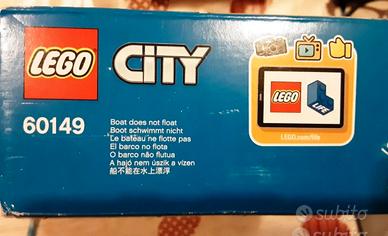 LEGO
CITY
60149
Boat does not float
Boot schwimmt nicht
Le bateau ne flotte pas
El barco no flota
O barco não flutua
A hajó nem úszik a vízen
船不能在水上漂浮
LEGO
LIFE
LEGO.com/life
subito
subito